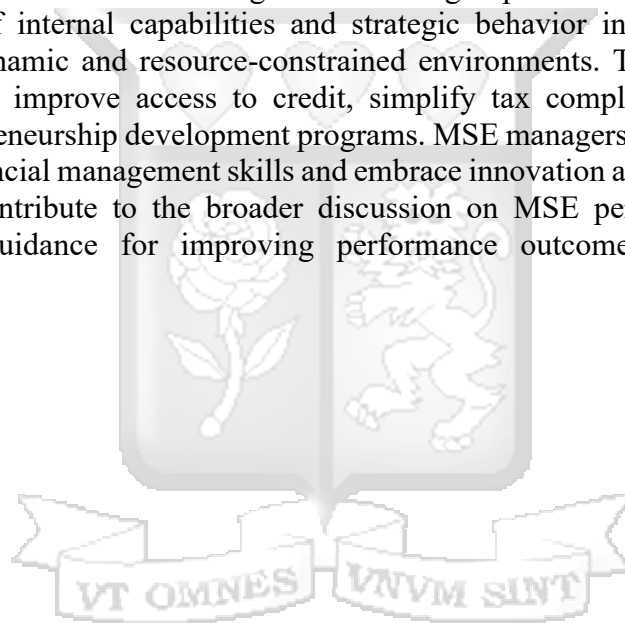 f internal capabilities and strategic behavior in
namic and resource-constrained environments. T
improve access to credit, simplify tax compl
eneurship development programs. MSE managers
ncial management skills and embrace innovation a
ntribute to the broader discussion on MSE pe
uidance for improving performance outcome
VT OMNES VNVM SINT